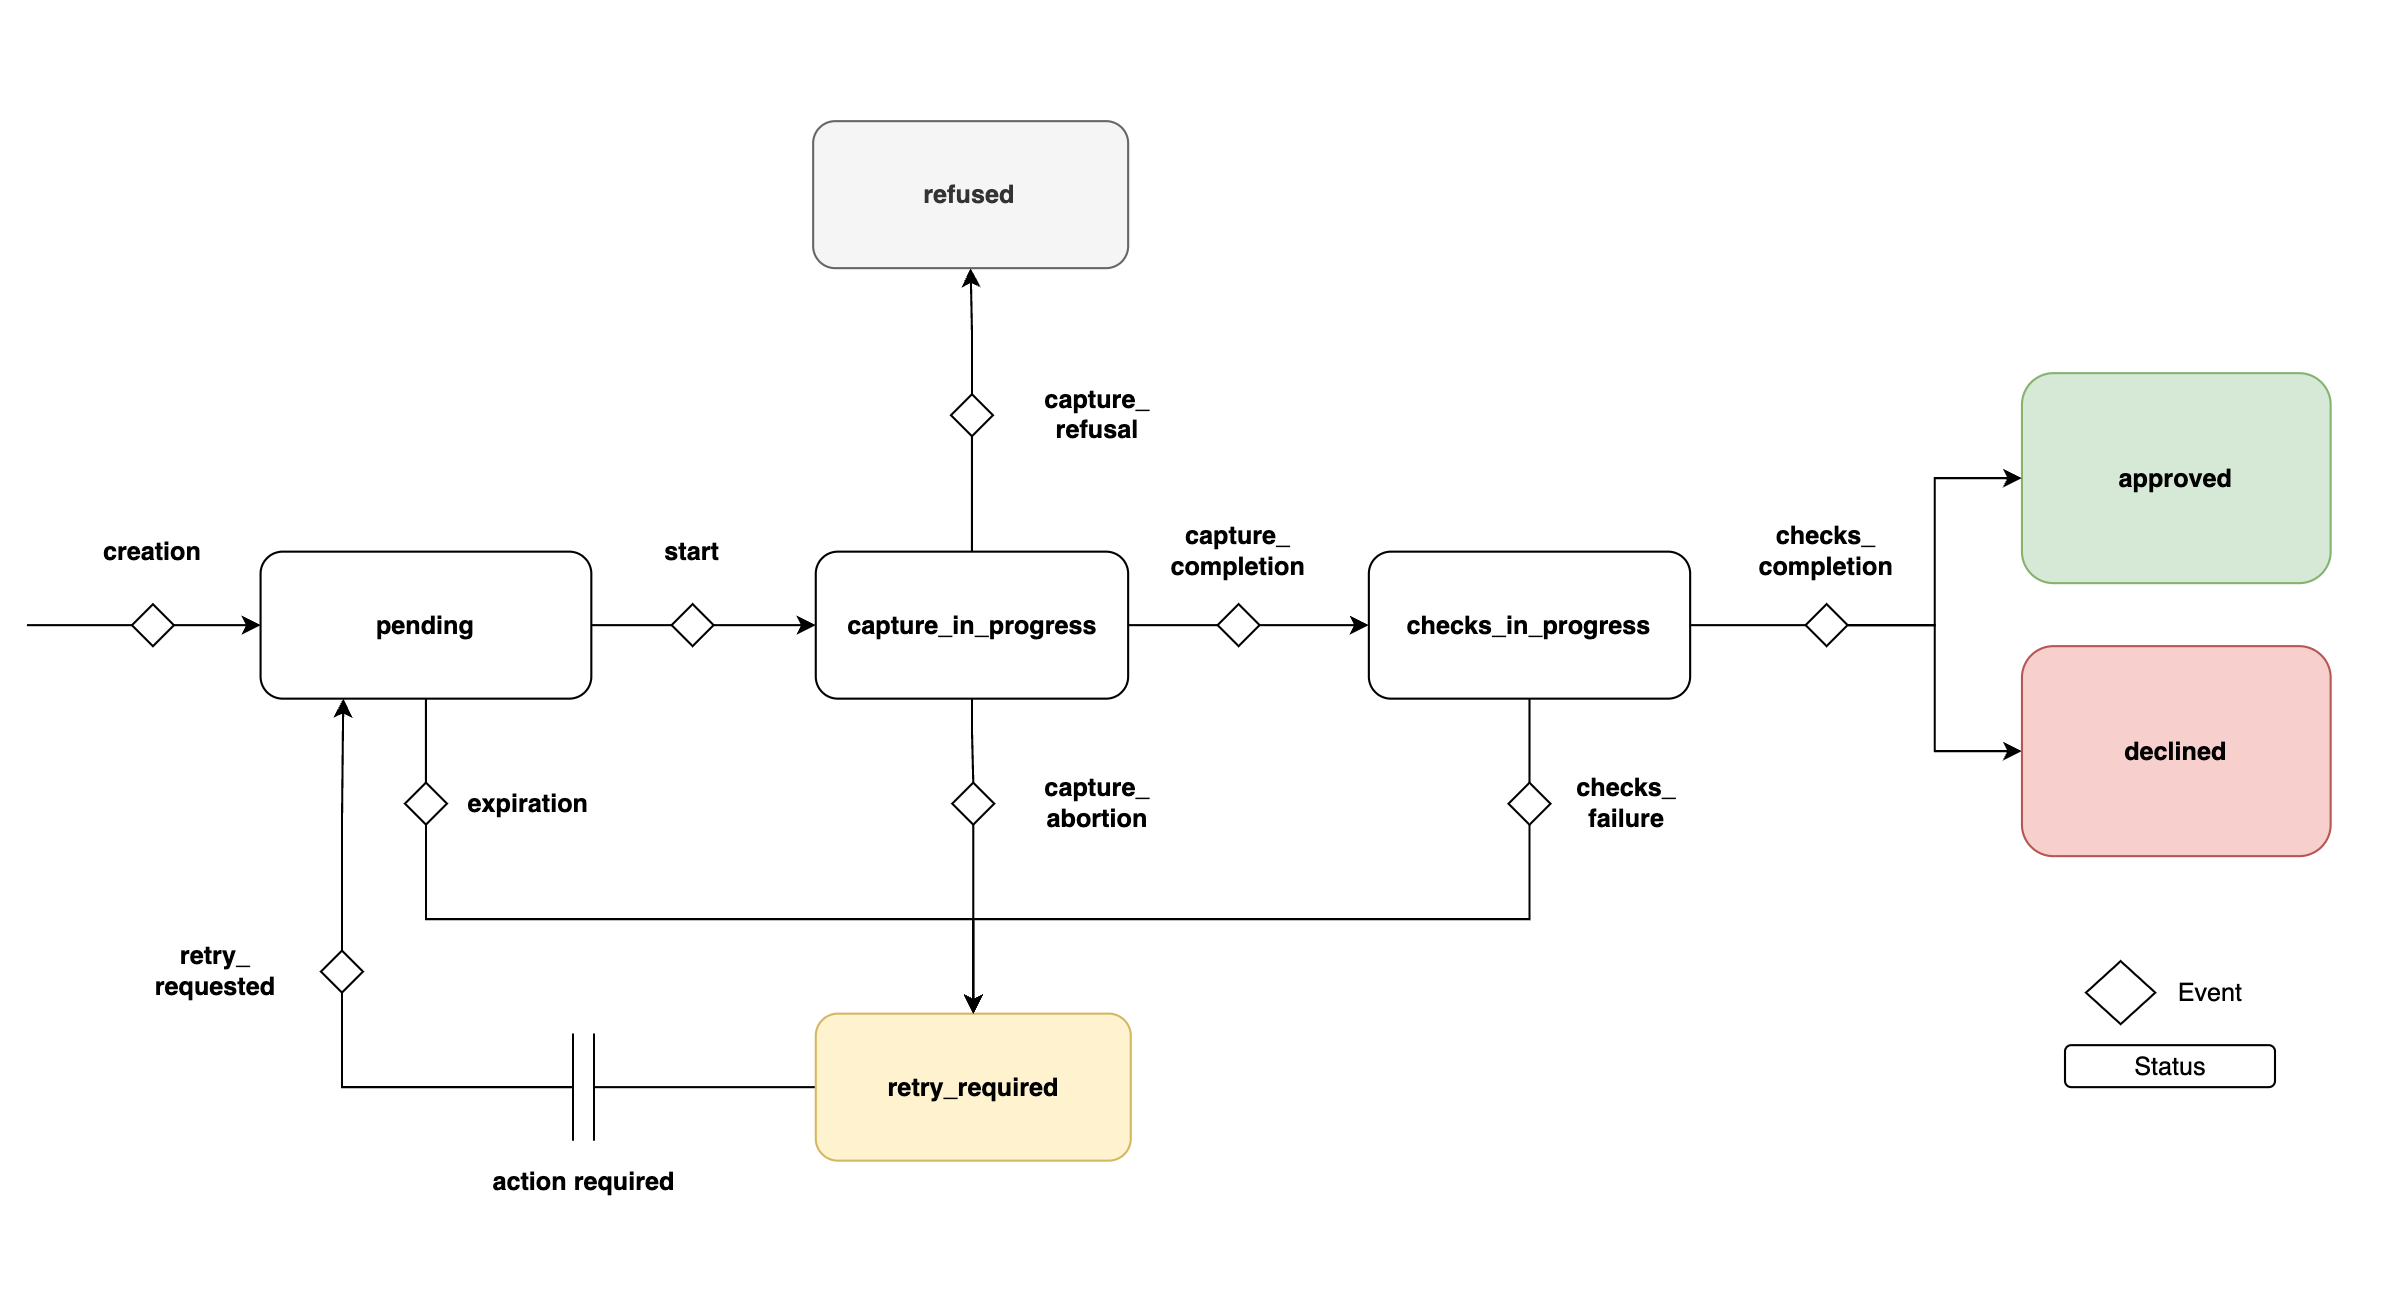 refused
capture_
refusal
approved
creation
start
capture_
completion
checks_
completion
pending
capture_in_progress
checks_in_progress
declined
expiration
capture_
abortion
checks_
failure
retry_
requested
Event
Status
retry_required
action required